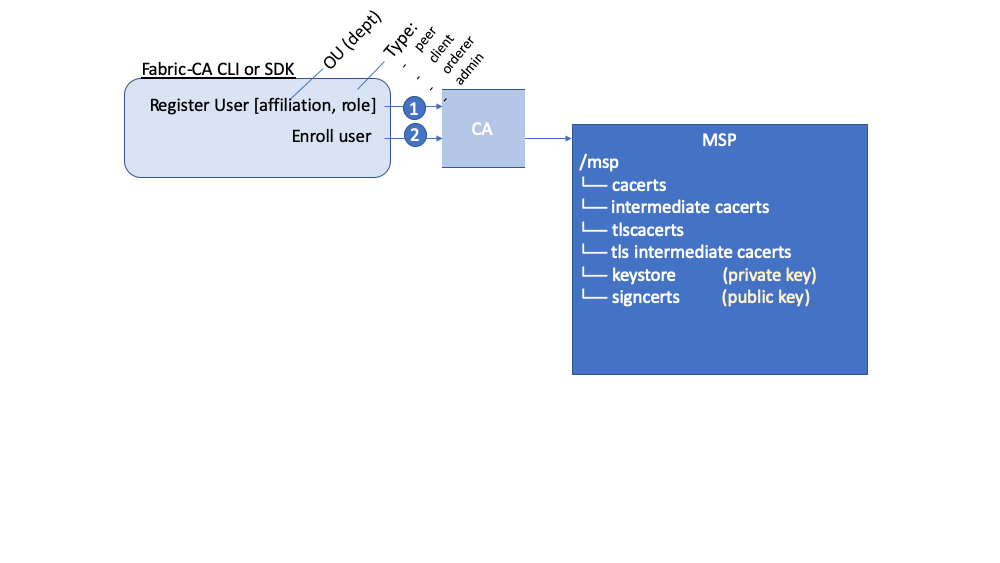 OU (dept)
Type:
- peer
- client
- orderer
- admin
Fabric-CA CLI or SDK
Register User [affiliation, role]
1
Enroll user
2
CA
MSP
/msp
└── cacerts
└── intermediate cacerts
└── tlscacerts
└── tls intermediate cacerts
└── keystore (private key)
└── signcerts (public key)